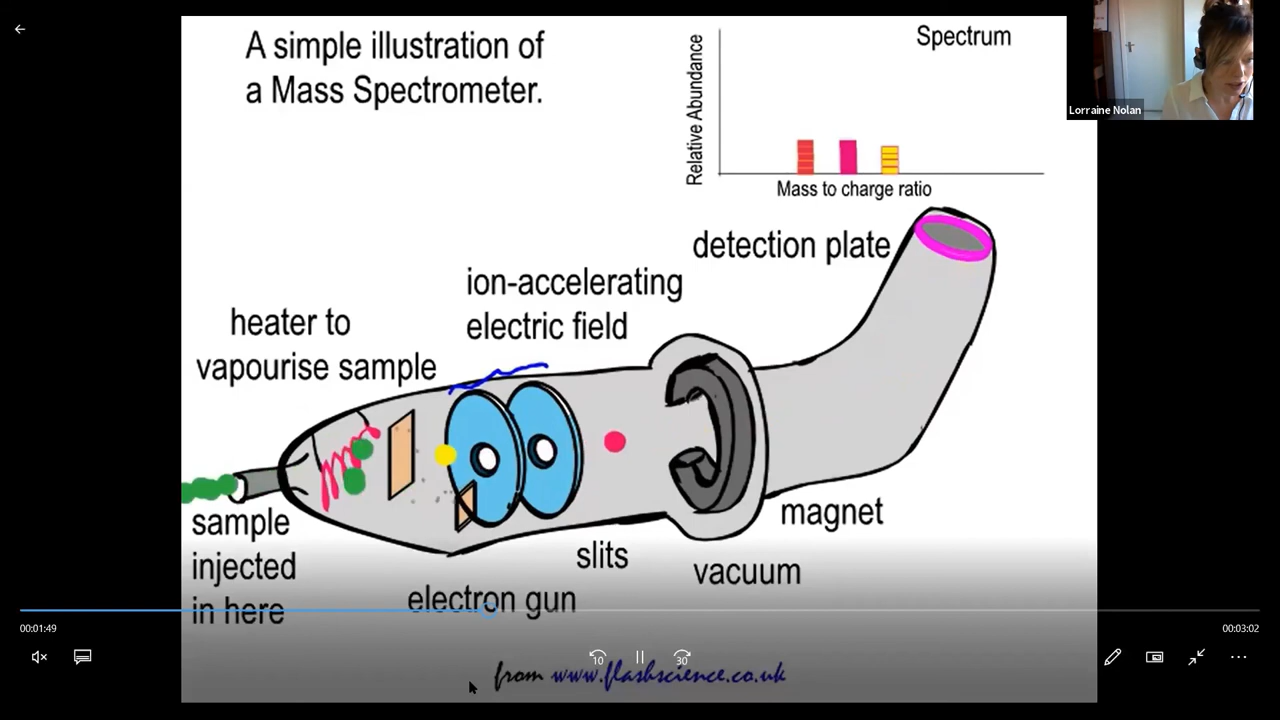 A simple illustration of
a Mass Spectrometer.
Spectrum
Relative Abundance
Mass to charge ratio
Lorraine Nolan
detection plate
ion-accelerating
electric field
heater to
vapourise sample
sample
injected
in here
electron gun
slits
vacuum
magnet
00:01:49
00:03:02
10
30
from www.flashscience.co.uk